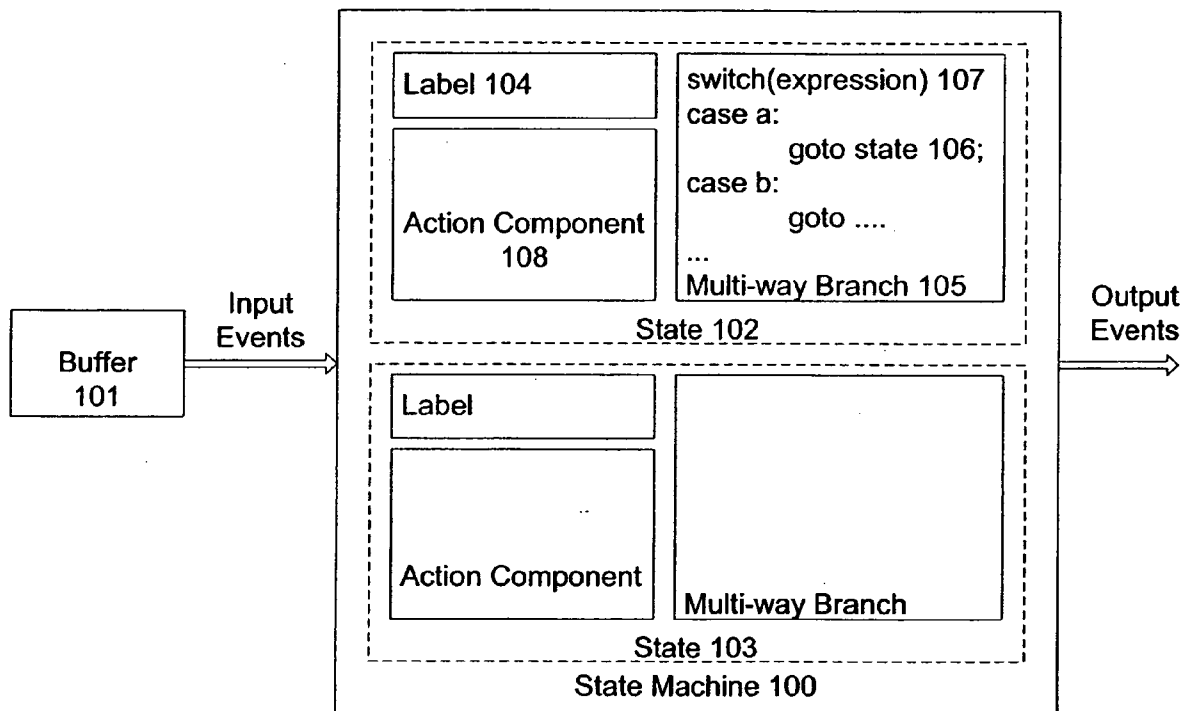 Label 104
Action Component
108
switch(expression) 107
case a:
goto state 106;
case b:
goto ....
...
Multi-way Branch 105
State 102
Buffer
101
Input
Events
Output
Events
Label
Action Component
Multi-way Branch
State 103
State Machine 100